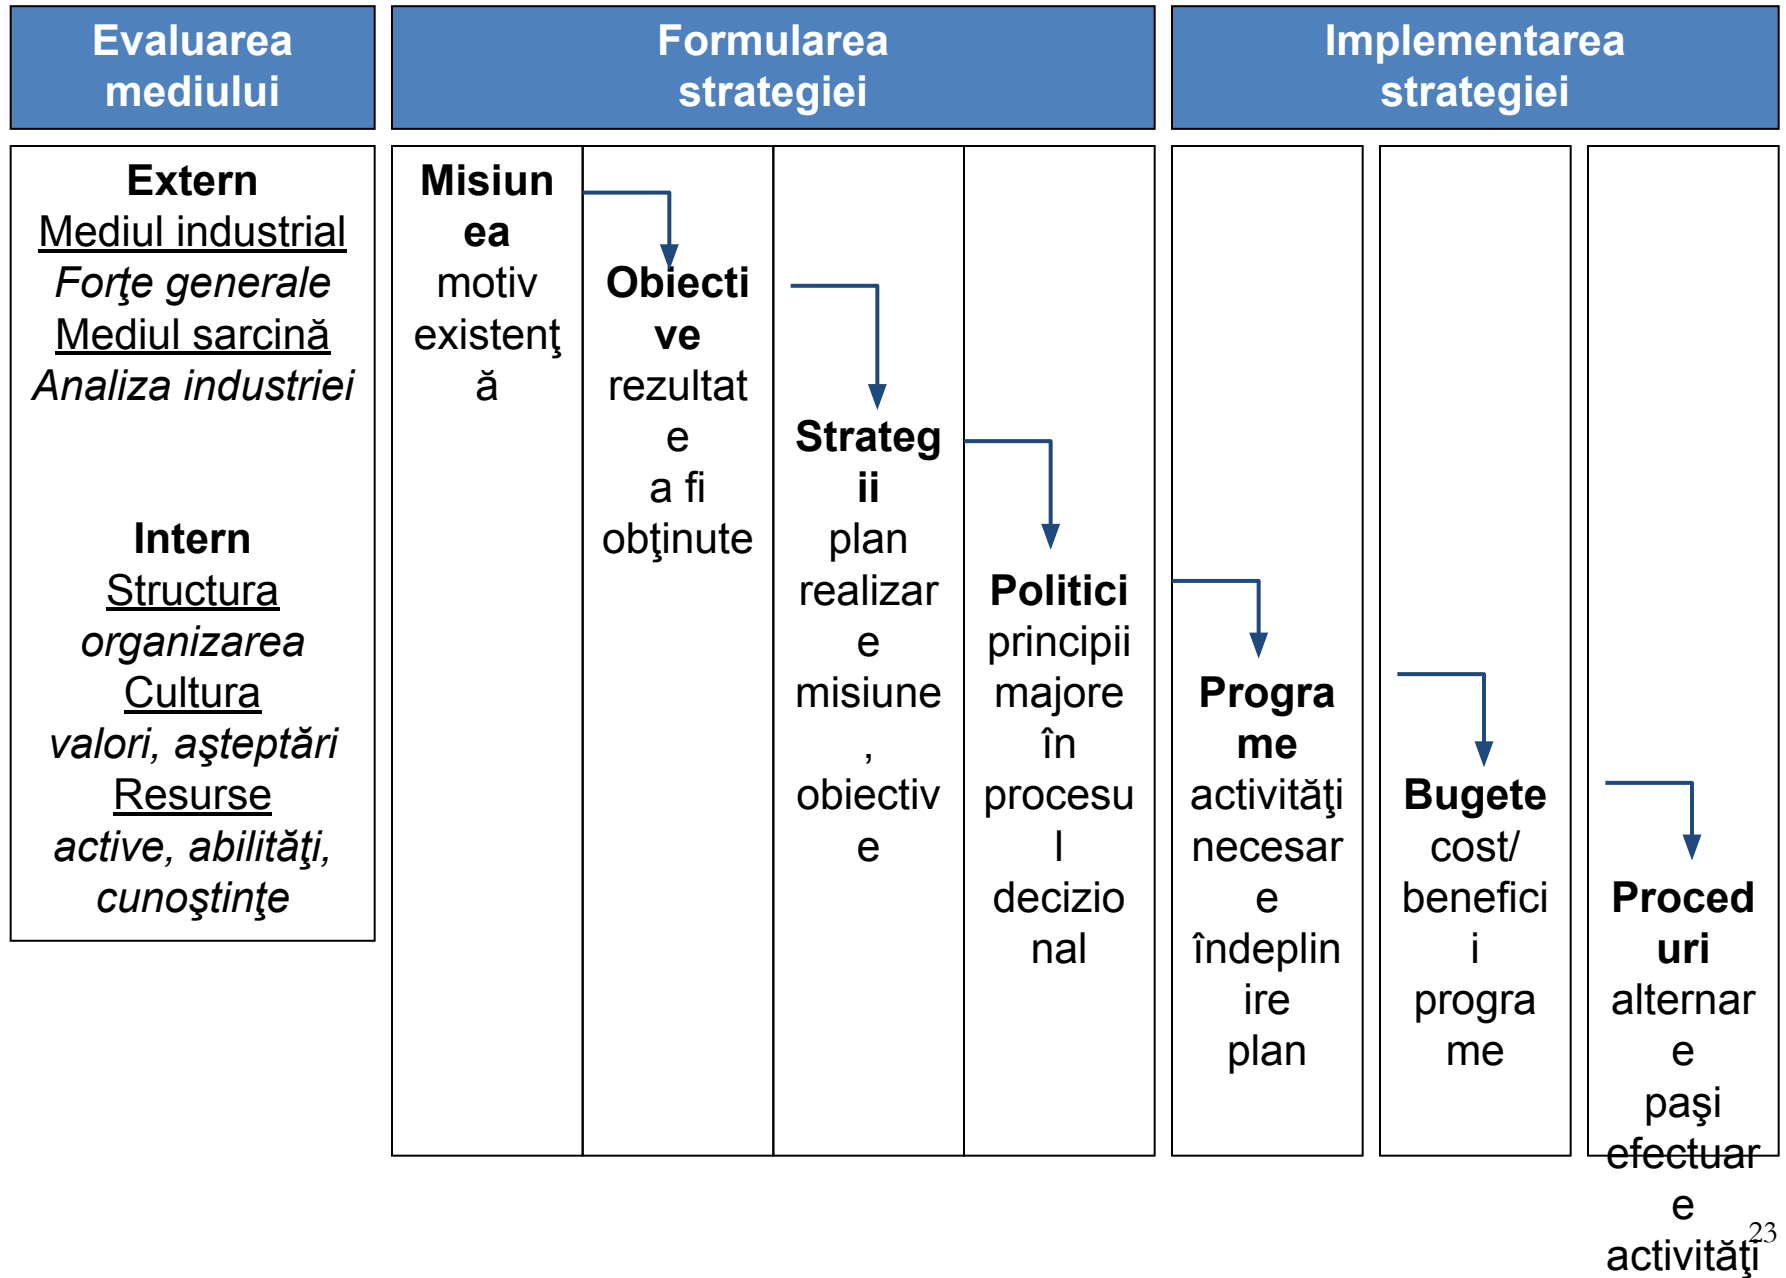 Evaluarea
mediului
Formularea
strategiei
Implementarea
strategiei
Extern
Mediul industrial
Forţe generale
Mediul sarcină
Analiza industriei
Intern
Structura
organizarea
Cultura
valori, aşteptări
Resurse
active, abilităţi,
cunoştinţe
Misiun
ea
motiv
existenţ
ă
Obiecti
ve
rezultat
e
a fi
obţinute
Strateg
ii
plan
realizar
e
misiune
,
obiectiv
e
Politici
principii
majore
în
procesu
l
decizio
nal
Progra
me
activităţi
necesar
e
îndeplin
ire
plan
Bugete
cost/
benefici
i
progra
me
Proced
uri
alternar
e
paşi
efectuar
e
activităţi
23